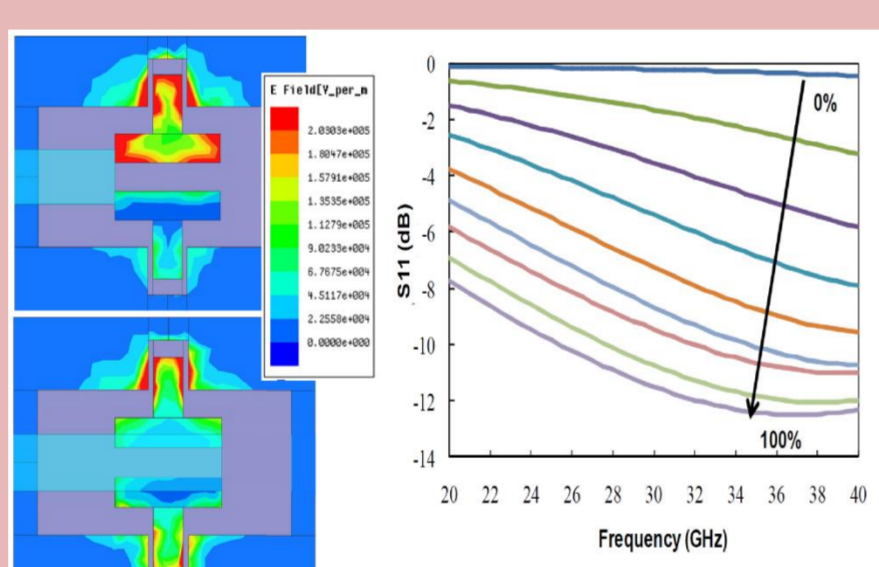 E Field[V_per_m
2.0303e+005
1.8047e+005
1.5791e+005
1.3535e+005
1.1279e+005
9.0233e+004
6.7675e+004
4.5117e+004
2.2558e+004
0.0000e+000
0
-2
-4
-6
-8
-10
-12
-14
S11 (dB)
0%
100%
20 22 24 26 28 30 32 34 36 38 40
Frequency (GHz)